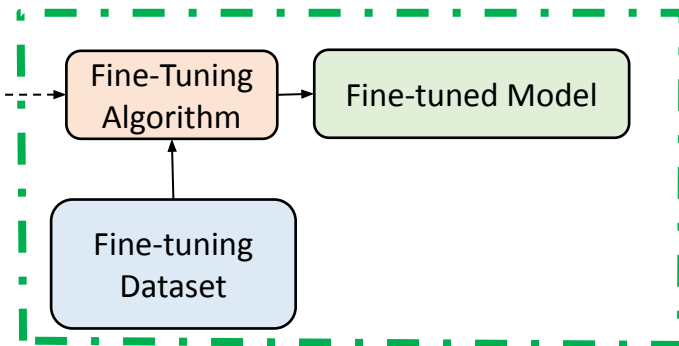 Fine-Tuning
Algorithm
Fine-tuned Model
Fine-tuning
Dataset